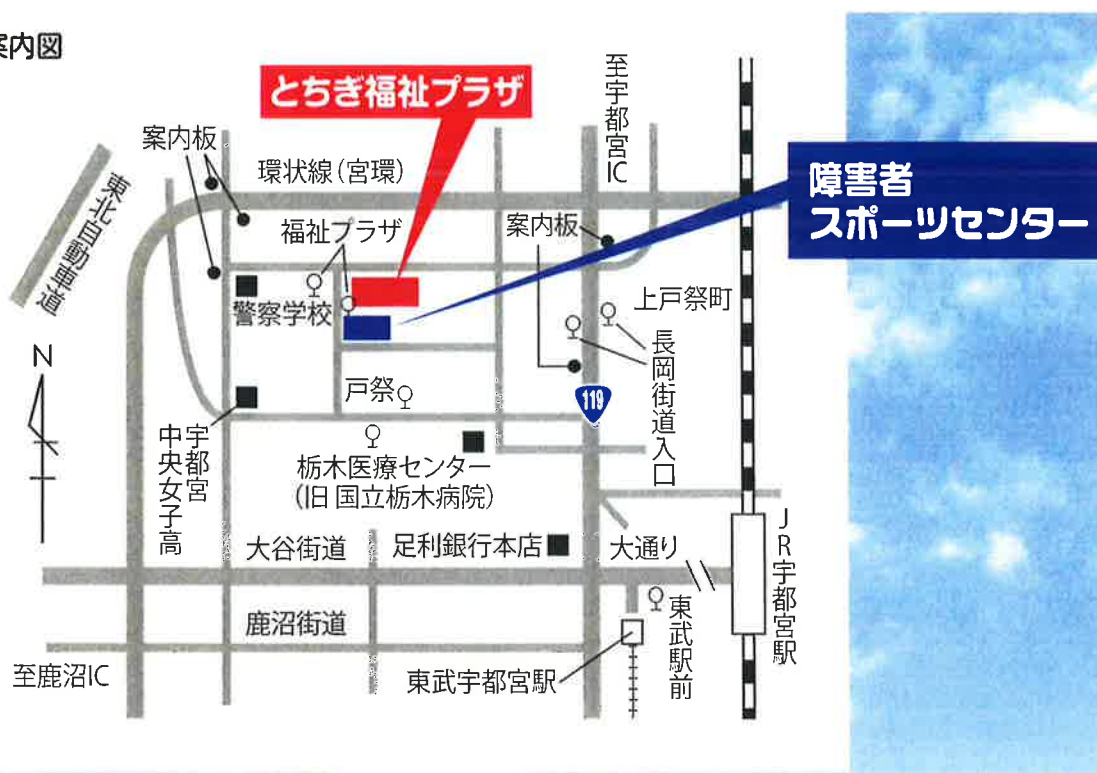 案内図
とちぎ福祉プラザ
至宇都宮IC
案内板
環状線（宮環）
障害者
スポーツセンター
東北自動車道
福祉プラザ
案内板
警察学校
上戸祭町
長岡街道入口
N
戸祭
119
宇都宮
中央女子高
栃木医療センター
（旧 国立栃木病院）
JR宇都宮駅
大谷街道
足利銀行本店
大通り
東武駅前
鹿沼街道
至鹿沼IC
東武宇都宮駅